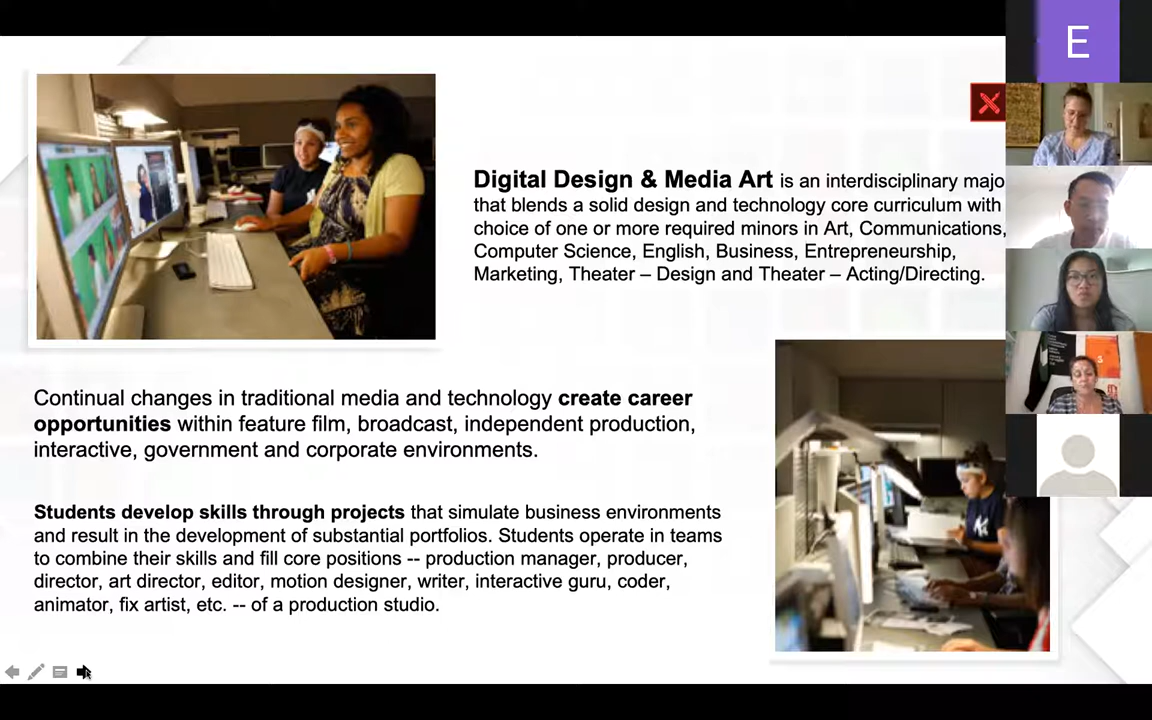 E
Digital Design & Media Art is an interdisciplinary majo
that blends a solid design and technology core curriculum with
choice of one or more required minors in Art, Communications,
Computer Science, English, Business, Entrepreneurship,
Marketing, Theater – Design and Theater – Acting/Directing.
Continual changes in traditional media and technology create career
opportunities within feature film, broadcast, independent production,
interactive, government and corporate environments.
Students develop skills through projects that simulate business environments
and result in the development of substantial portfolios. Students operate in teams
to combine their skills and fill core positions -- production manager, producer,
director, art director, editor, motion designer, writer, interactive guru, coder,
animator, fix artist, etc. -- of a production studio.